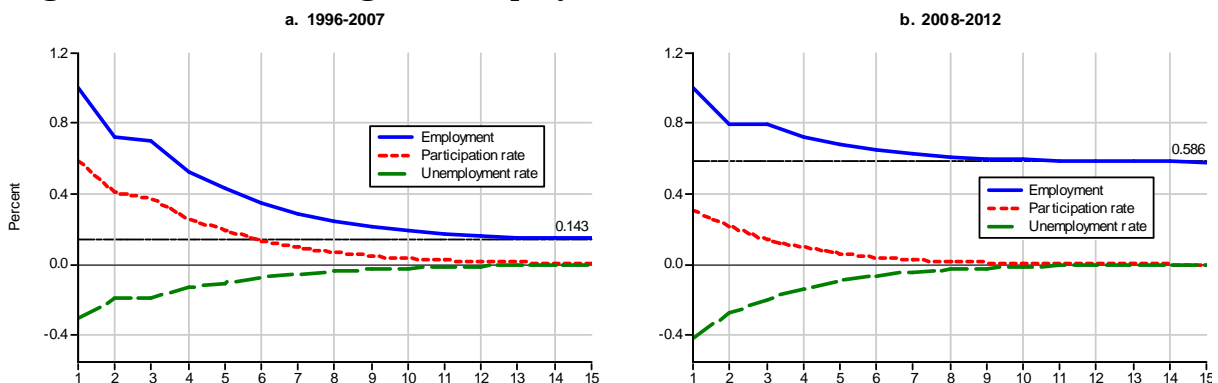 a. 1996-2007
Percent
1.2
0.8
0.4
0.0
-0.4
Employment
Participation rate
Unemployment rate
0.143
1 2 3 4 5 6 7 8 9 10 11 12 13 14 15
b. 2008-2012
1.2
0.8
0.4
0.0
-0.4
0.586
Employment
Participation rate
Unemployment rate
1 2 3 4 5 6 7 8 9 10 11 12 13 14 15